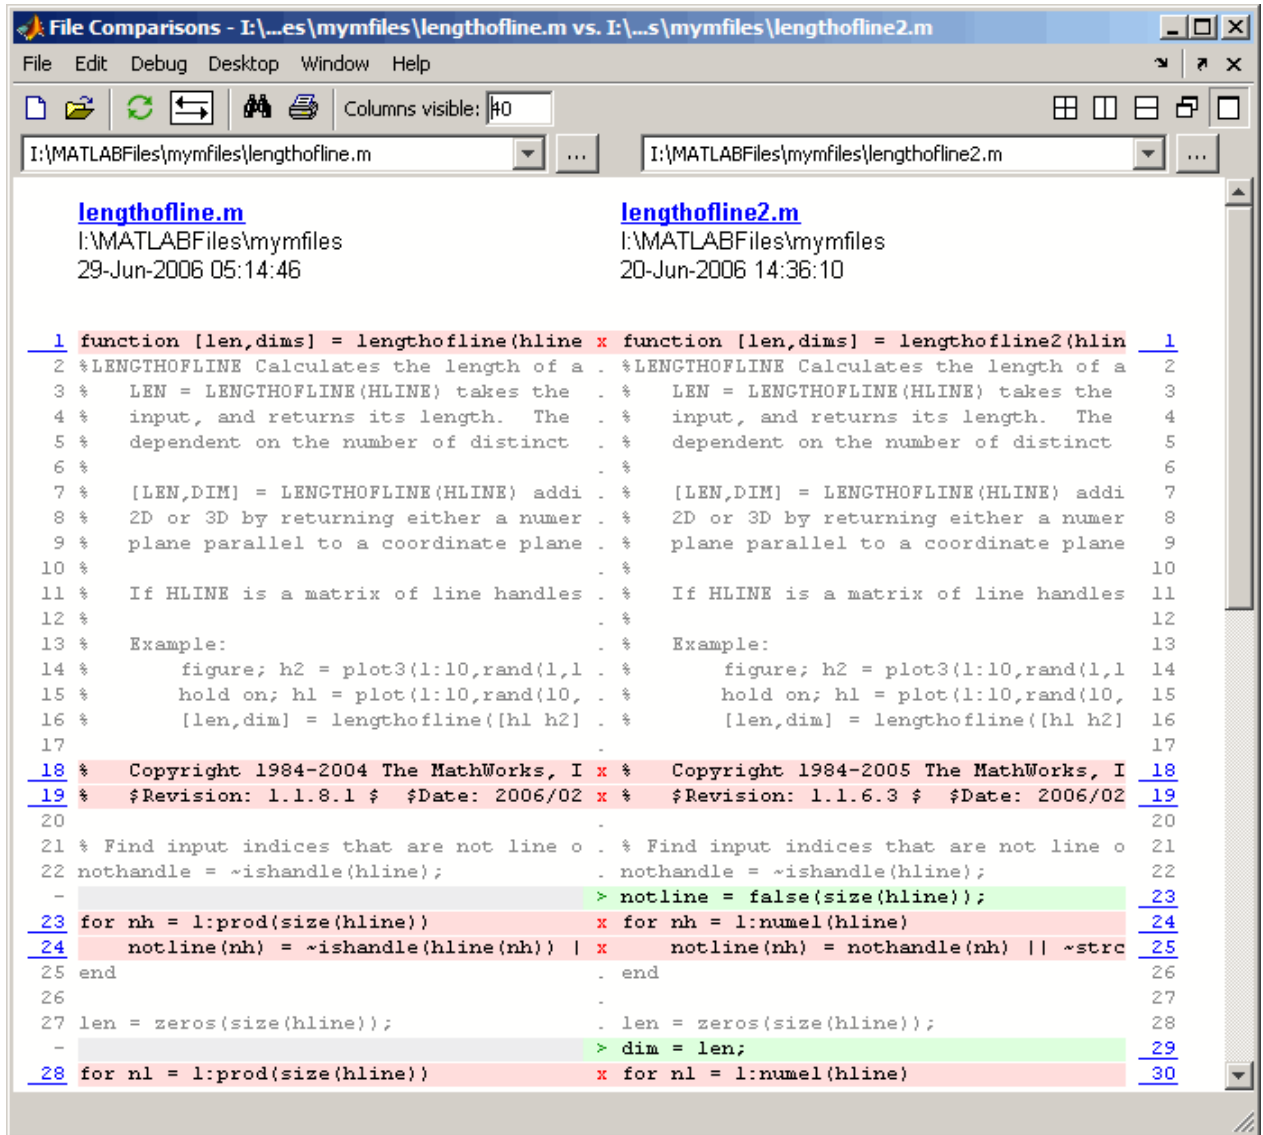 File Comparisons - I:\...es\mymfiles\lengthofline.m vs. I:\...s\mymfiles\lengthofline2.m
File Edit Debug Desktop Window Help
Columns visible: 40
I:\MATLABFiles\mymfiles\lengthofline.m ... I:\MATLABFiles\mymfiles\lengthofline2.m ...
lengthofline.m lengthofline2.m
I:\MATLABFiles\mymfiles I:\MATLABFiles\mymfiles
29-Jun-2006 05:14:46 20-Jun-2006 14:36:10
1 function [len,dims] = lengthofline(hline x function [len,dims] = lengthofline2(hlin 1
2 %LENGTHOFLINE Calculates the length of a . %LENGTHOFLINE Calculates the length of a 2
3 %   LEN = LENGTHOFLINE(HLINE) takes the . %   LEN = LENGTHOFLINE(HLINE) takes the 3
4 %   input, and returns its length.  The . %   input, and returns its length.  The 4
5 %   dependent on the number of distinct . %   dependent on the number of distinct 5
6 % . % 6
7 %   [LEN,DIM] = LENGTHOFLINE(HLINE) addi . %   [LEN,DIM] = LENGTHOFLINE(HLINE) addi 7
8 %   2D or 3D by returning either a numer . %   2D or 3D by returning either a numer 8
9 %   plane parallel to a coordinate plane . %   plane parallel to a coordinate plane 9
10 % . % 10
11 %   If HLINE is a matrix of line handles . %   If HLINE is a matrix of line handles 11
12 % . % 12
13 %   Example: . %   Example: 13
14 %      figure; h2 = plot3(1:10,rand(1,1 . %      figure; h2 = plot3(1:10,rand(1,1 14
15 %      hold on; h1 = plot(1:10,rand(10, . %      hold on; h1 = plot(1:10,rand(10, 15
16 %      [len,dim] = lengthofline([h1 h2] . %      [len,dim] = lengthofline([h1 h2] 16
17 . 17
18 %   Copyright 1984-2004 The MathWorks, I x %   Copyright 1984-2005 The MathWorks, I 18
19 %   $Revision: 1.1.8.1 $  $Date: 2006/02 x %   $Revision: 1.1.6.3 $  $Date: 2006/02 19
20 . 20
21 % Find input indices that are not line o . % Find input indices that are not line o 21
22 nothandle = ~ishandle(hline); . nothandle = ~ishandle(hline); 22
- > notline = false(size(hline)); 23
23 for nh = 1:prod(size(hline)) x for nh = 1:numel(hline) 24
24     notline(nh) = ~ishandle(hline(nh)) | x     notline(nh) = nothandle(nh) || ~strc 25
25 end . end 26
26 . 27
27 len = zeros(size(hline)); . len = zeros(size(hline)); 28
- > dim = len; 29
28 for nl = 1:prod(size(hline)) x for nl = 1:numel(hline) 30